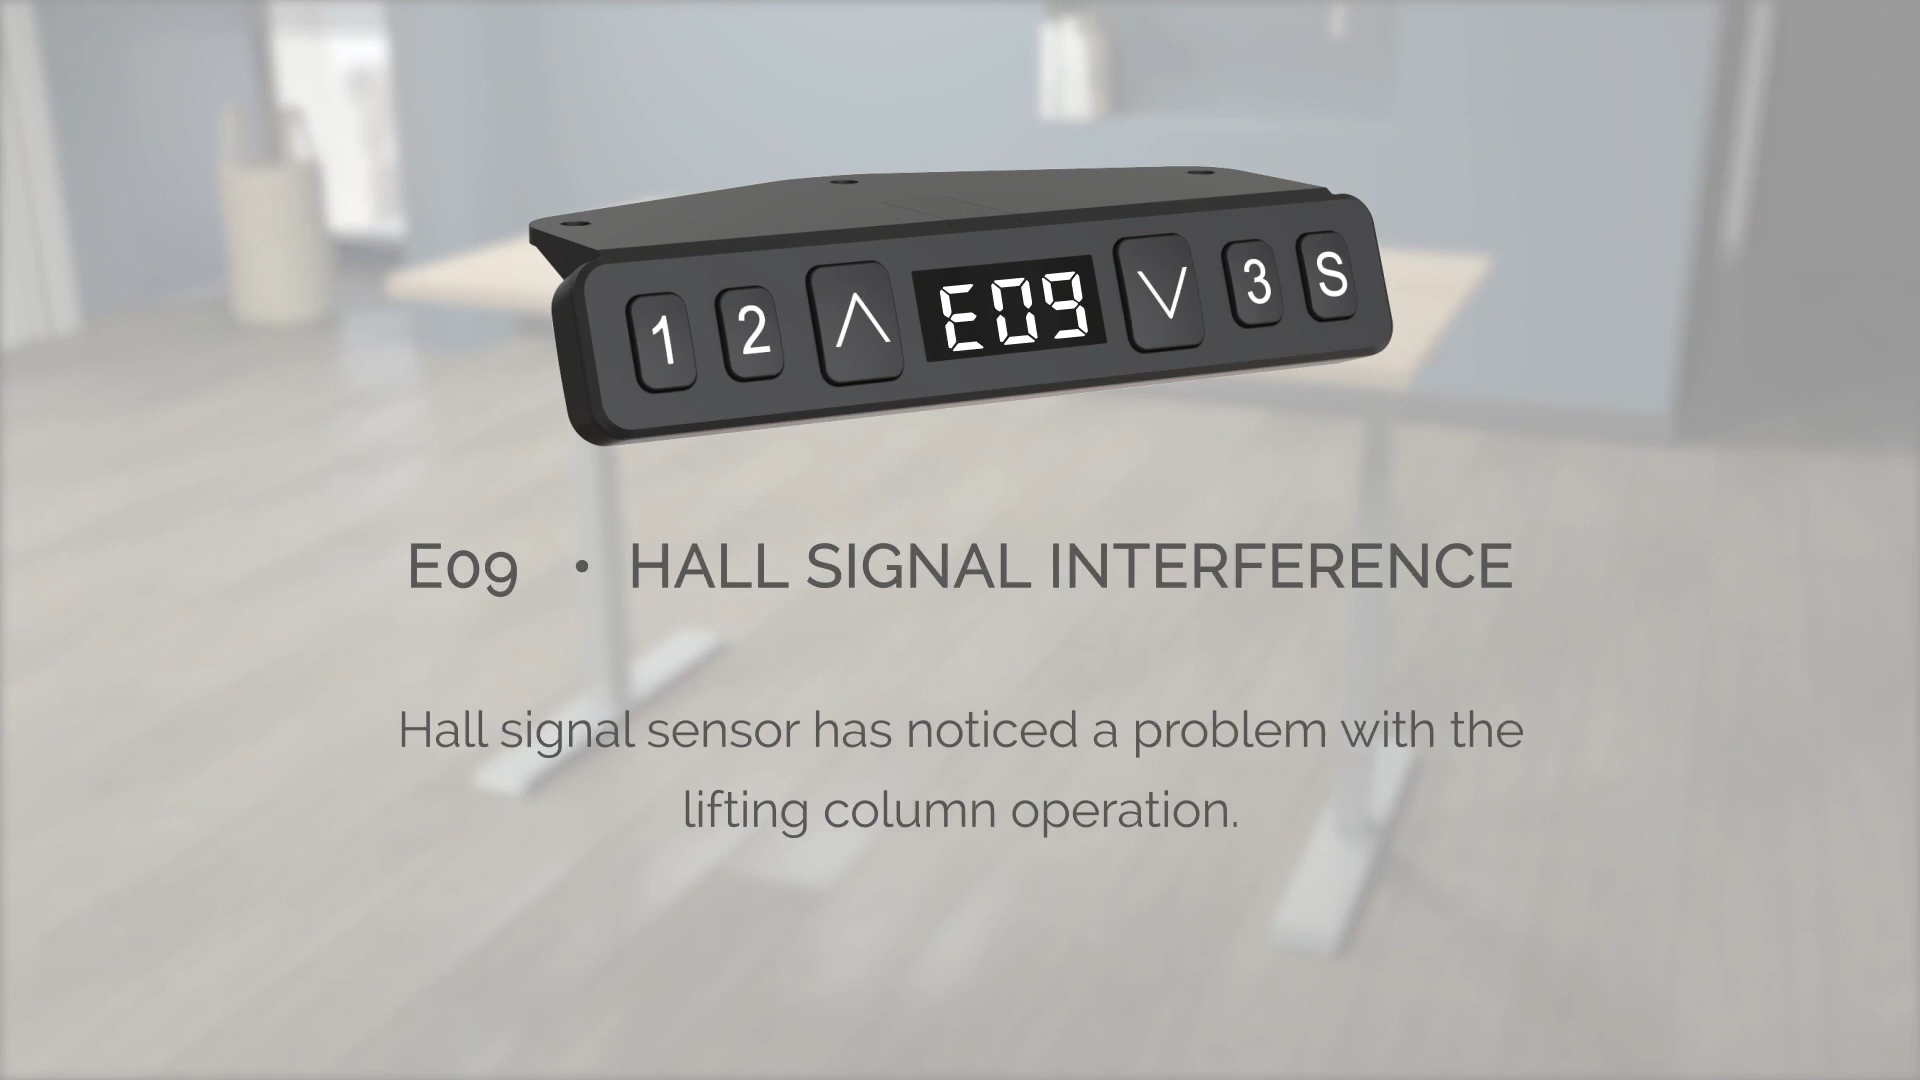 1 2 ∧ E09 ∨ 3 S
E09 • HALL SIGNAL INTERFERENCE
Hall signal sensor has noticed a problem with the
lifting column operation.